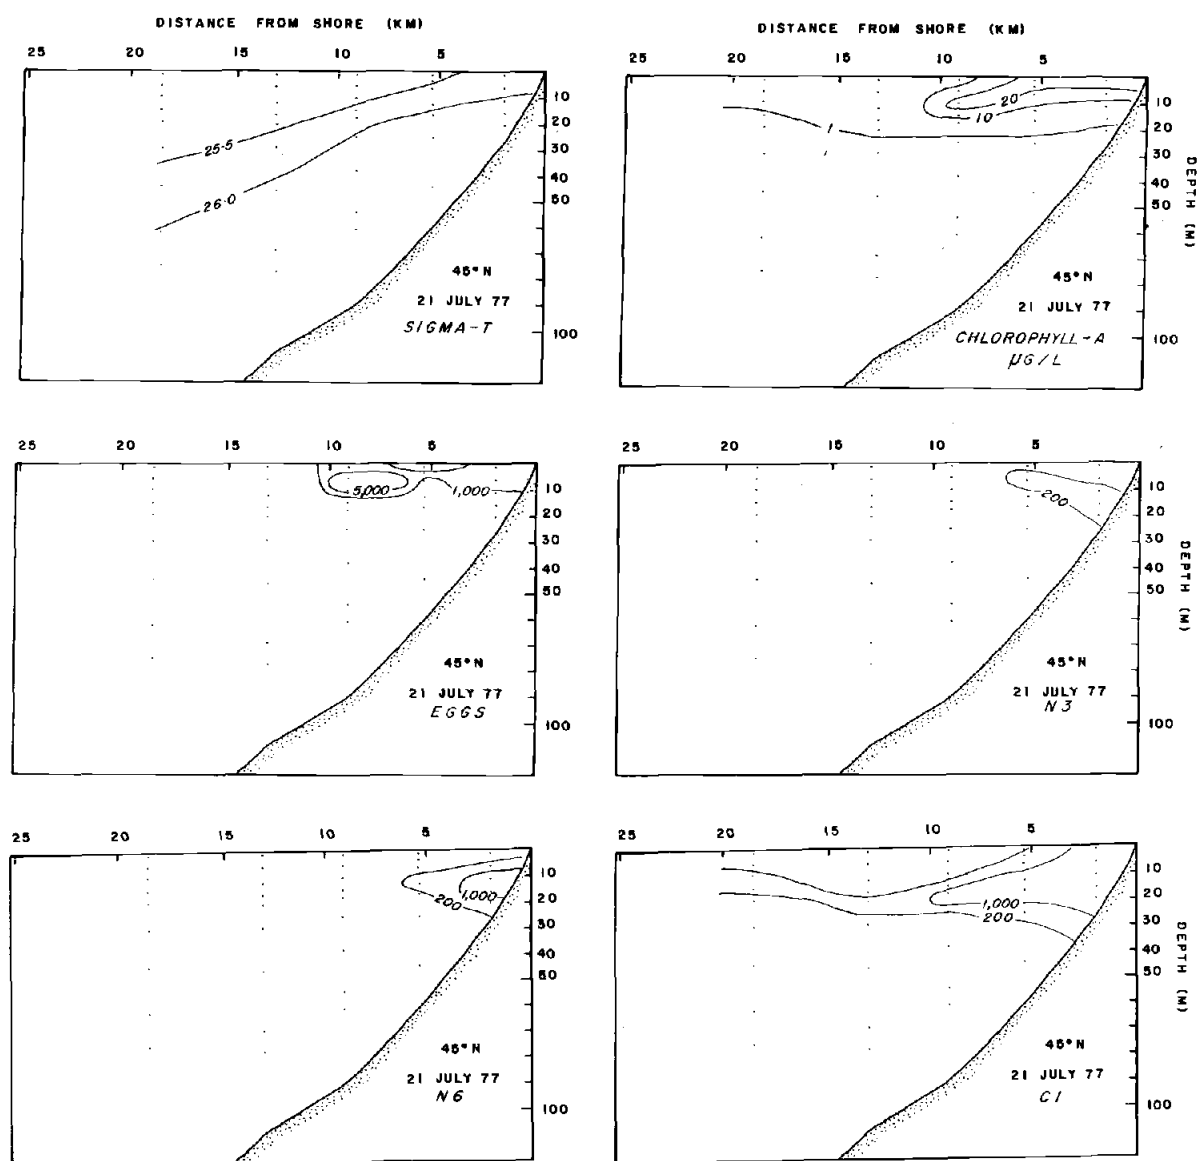 DISTANCE FROM SHORE (KM)
25 20 15 10 5
10
20
30
40
50
100
25.5
26.0
45°N
21 JULY 77
SIGMA-T
DISTANCE FROM SHORE (KM)
25 20 15 10 5
10
20
30
40
50
100
DEPTH (M)
20
10
1
45°N
21 JULY 77
CHLOROPHYLL-A
µG/L
25 20 15 10 5
10
20
30
40
50
100
5,000 1,000
45°N
21 JULY 77
EGGS
25 20 15 10 5
10
20
30
40
50
100
DEPTH (M)
200
45°N
21 JULY 77
N3
25 20 15 10 5
10
20
30
40
50
100
1,000
200
45°N
21 JULY 77
N6
25 20 15 10 5
10
20
30
40
50
100
DEPTH (M)
1,000
200
45°N
21 JULY 77
C1